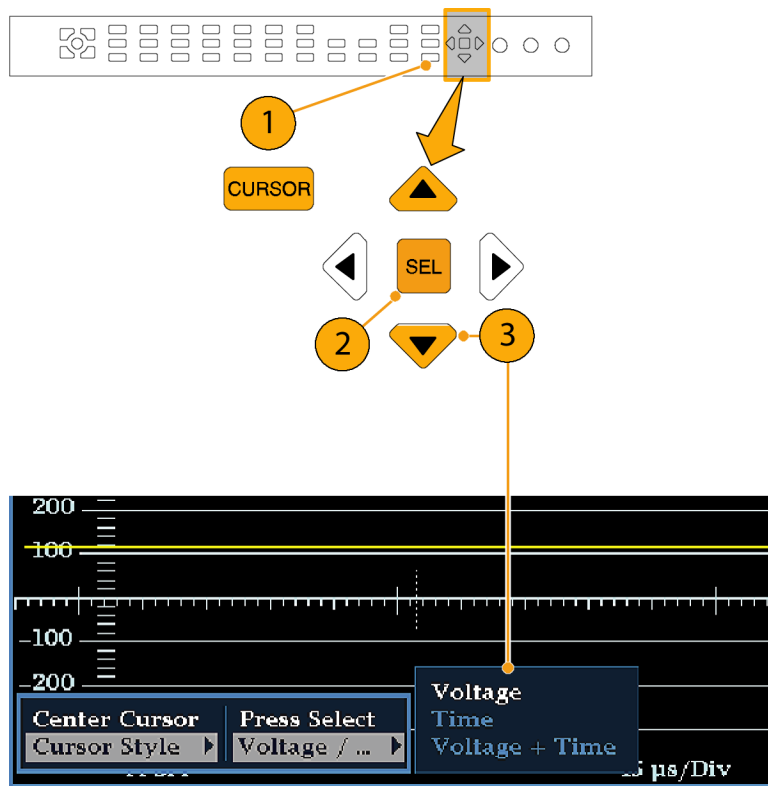 1
CURSOR
SEL
2
3
200
100
-100
-200
Center Cursor
Press Select
Cursor Style
Voltage / ...
Voltage
Time
Voltage + Time
µs/Div